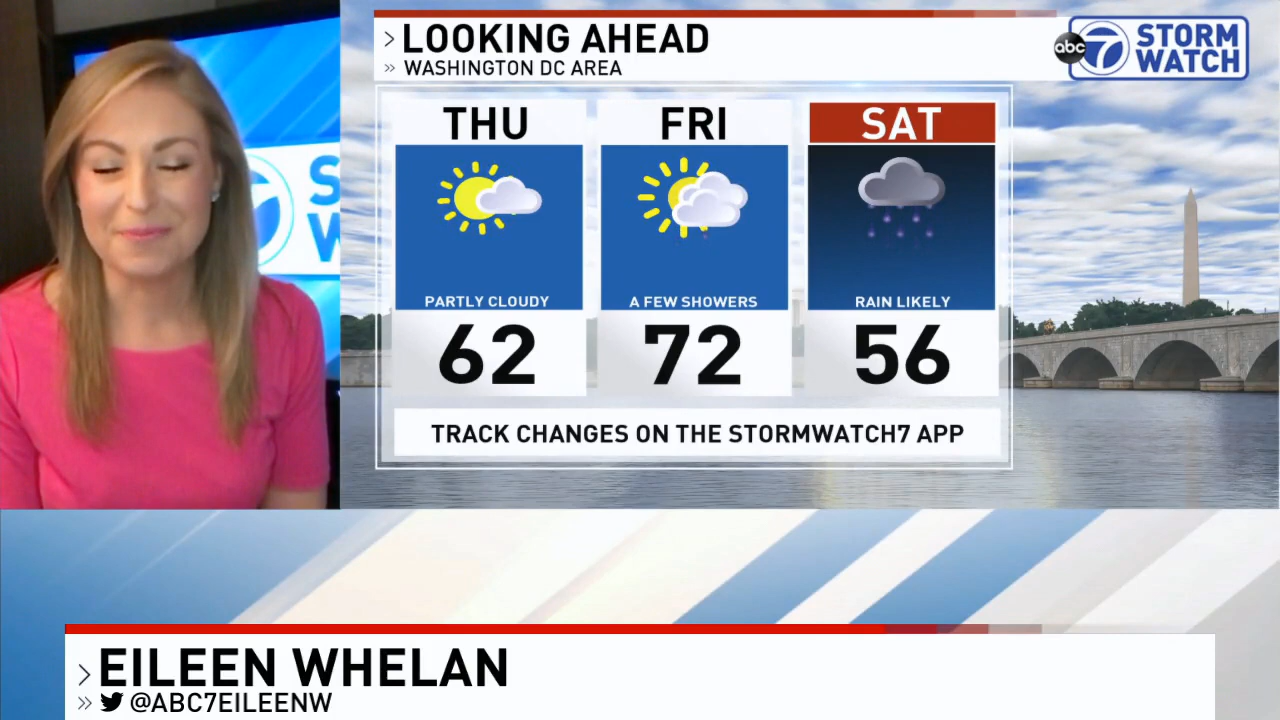 > LOOKING AHEAD
» WASHINGTON DC AREA
abc 7 STORM
WATCH
THU
FRI
SAT
PARTLY CLOUDY
A FEW SHOWERS
RAIN LIKELY
62
72
56
TRACK CHANGES ON THE STORMWATCH7 APP
> EILEEN WHELAN
» @ABC7EILEENW